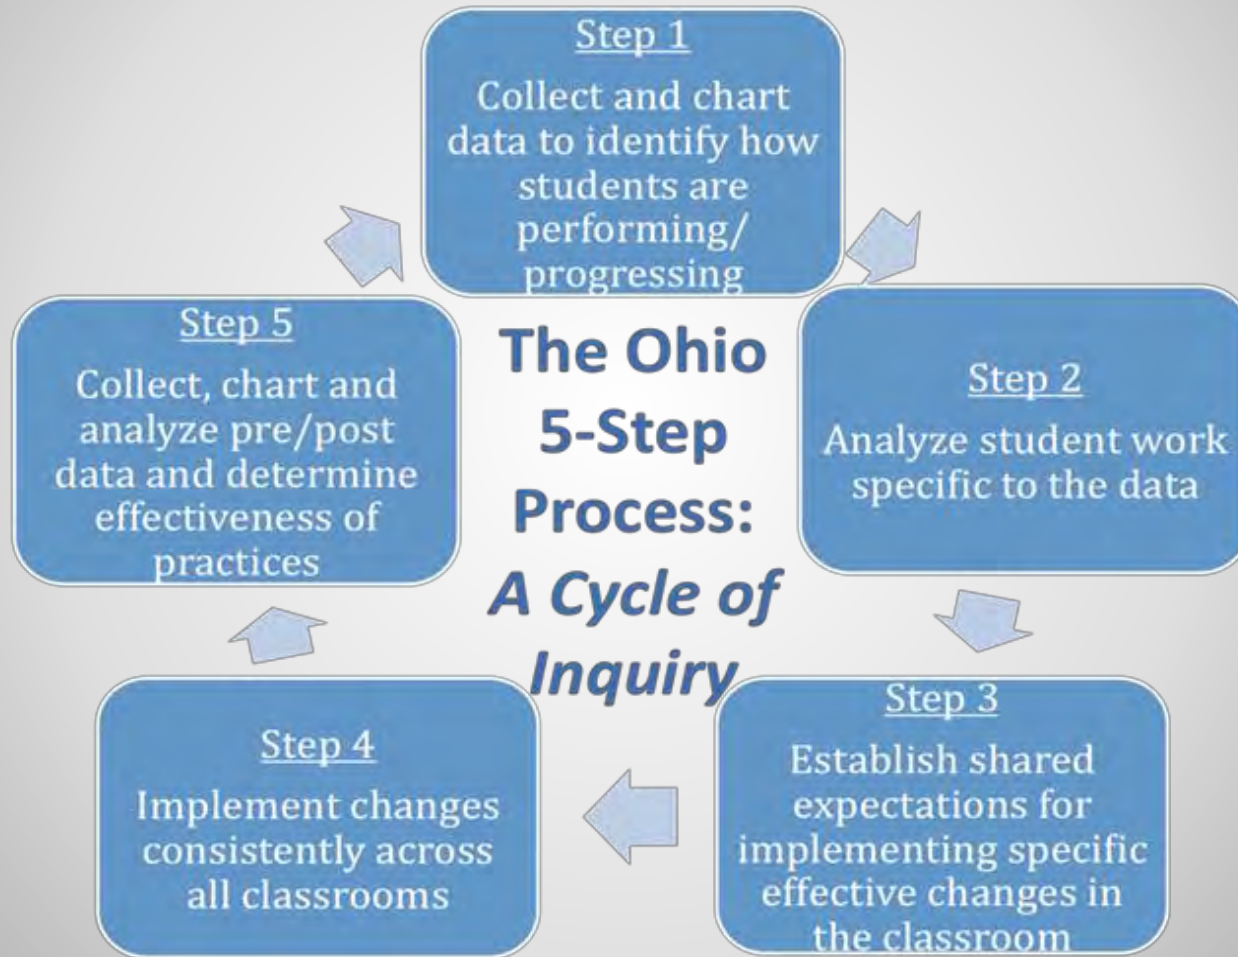 Step 1
Collect and chart
data to identify how
students are
performing/
progressing
Step 2
Analyze student work
specific to the data
Step 3
Establish shared
expectations for
implementing specific
effective changes in
the classroom
Step 4
Implement changes
consistently across
all classrooms
Step 5
Collect, chart and
analyze pre/post
data and determine
effectiveness of
practices
The Ohio
5-Step
Process:
A Cycle of
Inquiry